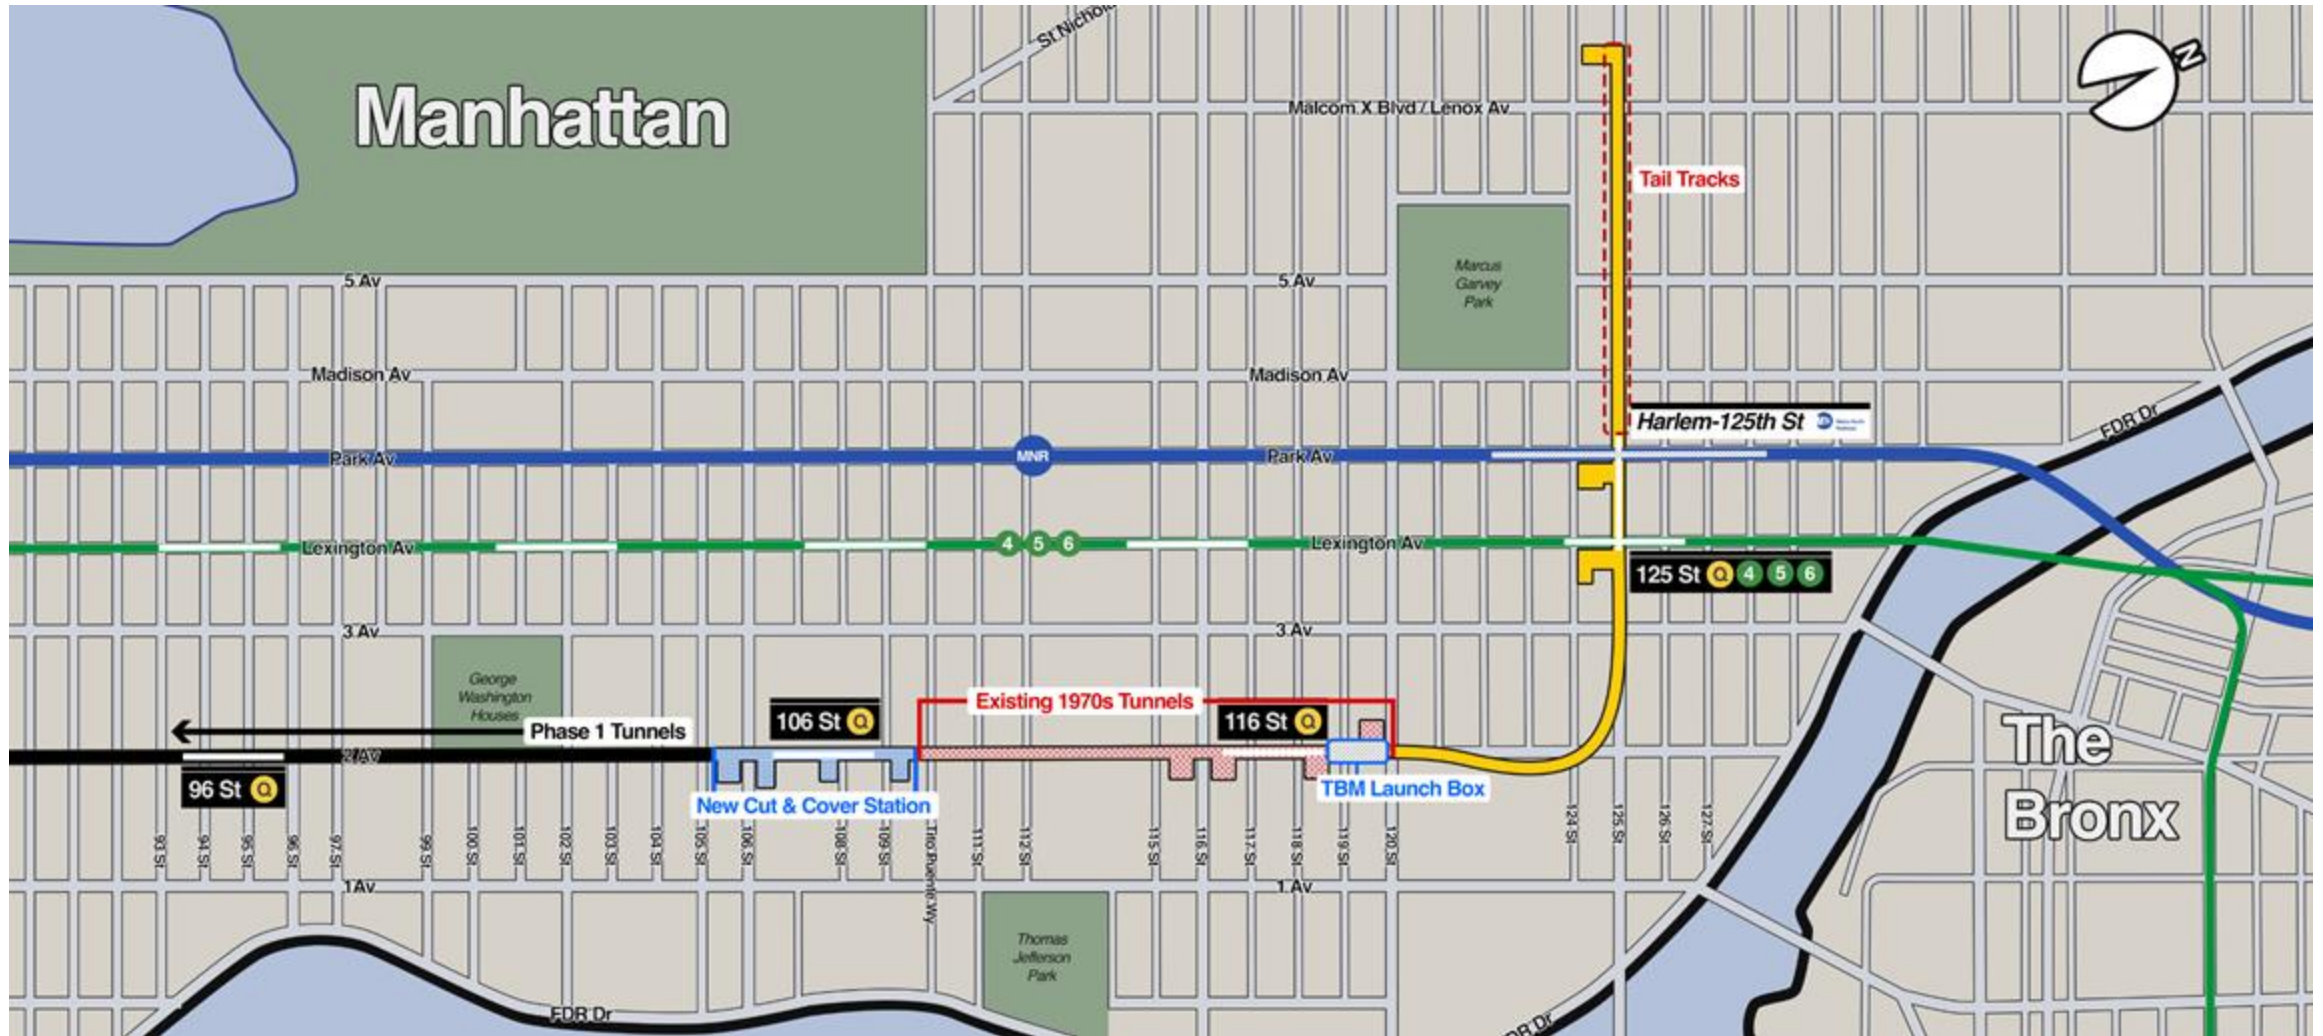 St Nichola
N
Manhattan
Malcom X Blvd / Lenox Av
Tail Tracks
5 Av
5 Av
Marcus
Garvey
Park
Madison Av
Madison Av
Harlem-125th St
FDR Dr
Park Av
MNR
Park Av
Lexington Av
4 5 6
Lexington Av
125 St Q 4 5 6
3 Av
3 Av
George
Washington
Houses
Phase 1 Tunnels
106 St Q
Existing 1970s Tunnels
116 St Q
2 Av
96 St Q
New Cut & Cover Station
TBM Launch Box
The
Bronx
93 St
94 St
95 St
96 St
97 St
99 St
100 St
101 St
102 St
103 St
104 St
105 St
106 St
108 St
109 St
Tito Puente Wy
111 St
112 St
115 St
116 St
117 St
118 St
119 St
120 St
124 St
125 St
126 St
127 St
1 Av
1 Av
Thomas
Jefferson
Park
FDR Dr
DR Dr